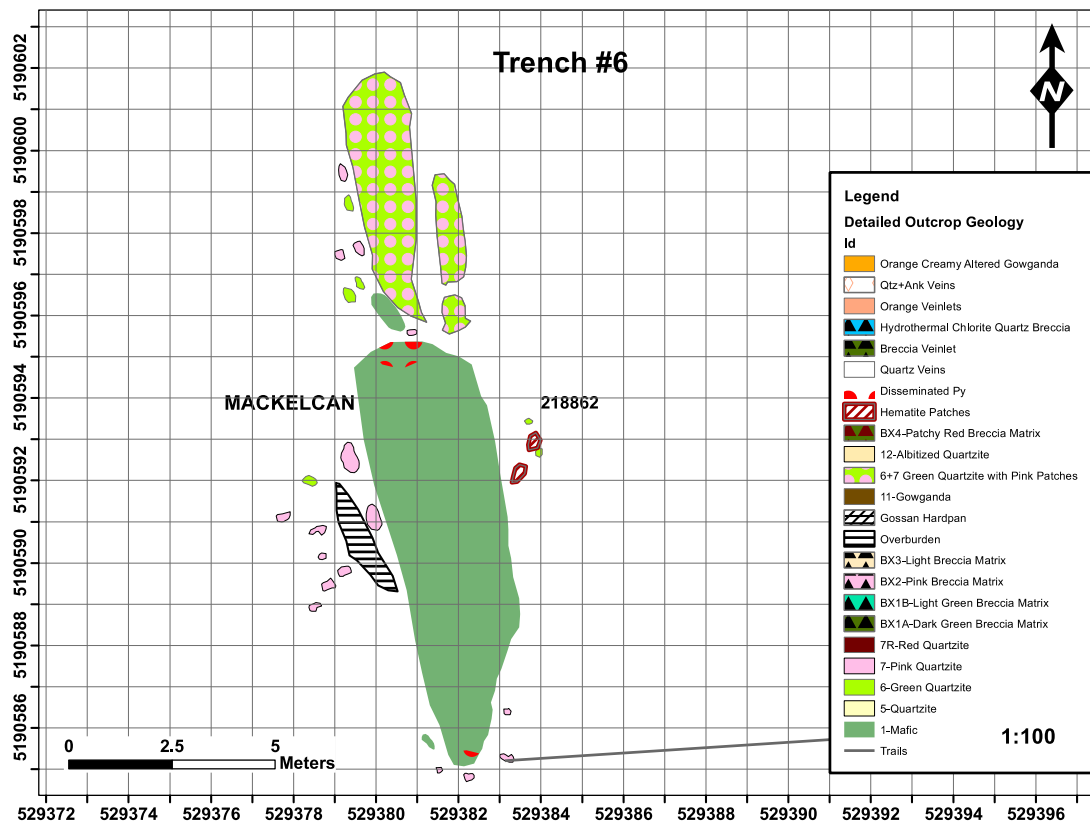 Trench #6
N
5190602
5190600
5190598
5190596
5190594
5190592
5190590
5190588
5190586
MACKELCAN
218862
Legend
Detailed Outcrop Geology
Id
Orange Creamy Altered Gowganda
Qtz+Ank Veins
Orange Veinlets
Hydrothermal Chlorite Quartz Breccia
Breccia Veinlet
Quartz Veins
Disseminated Py
Hematite Patches
BX4-Patchy Red Breccia Matrix
12-Albitized Quartzite
6+7 Green Quartzite with Pink Patches
11-Gowganda
Gossan Hardpan
Overburden
BX3-Light Breccia Matrix
BX2-Pink Breccia Matrix
BX1B-Light Green Breccia Matrix
BX1A-Dark Green Breccia Matrix
7R-Red Quartzite
7-Pink Quartzite
6-Green Quartzite
5-Quartzite
1-Mafic
Trails
1:100
0 2.5 5
Meters
529372 529374 529376 529378 529380 529382 529384 529386 529388 529390 529392 529394 529396